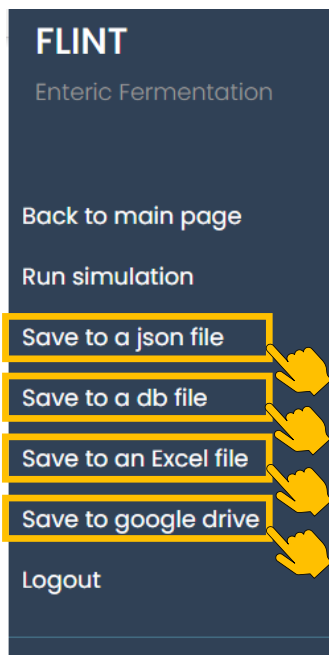 FLINT
Enteric Fermentation
Back to main page
Run simulation
Save to a json file
Save to a db file
Save to an Excel file
Save to google drive
Logout